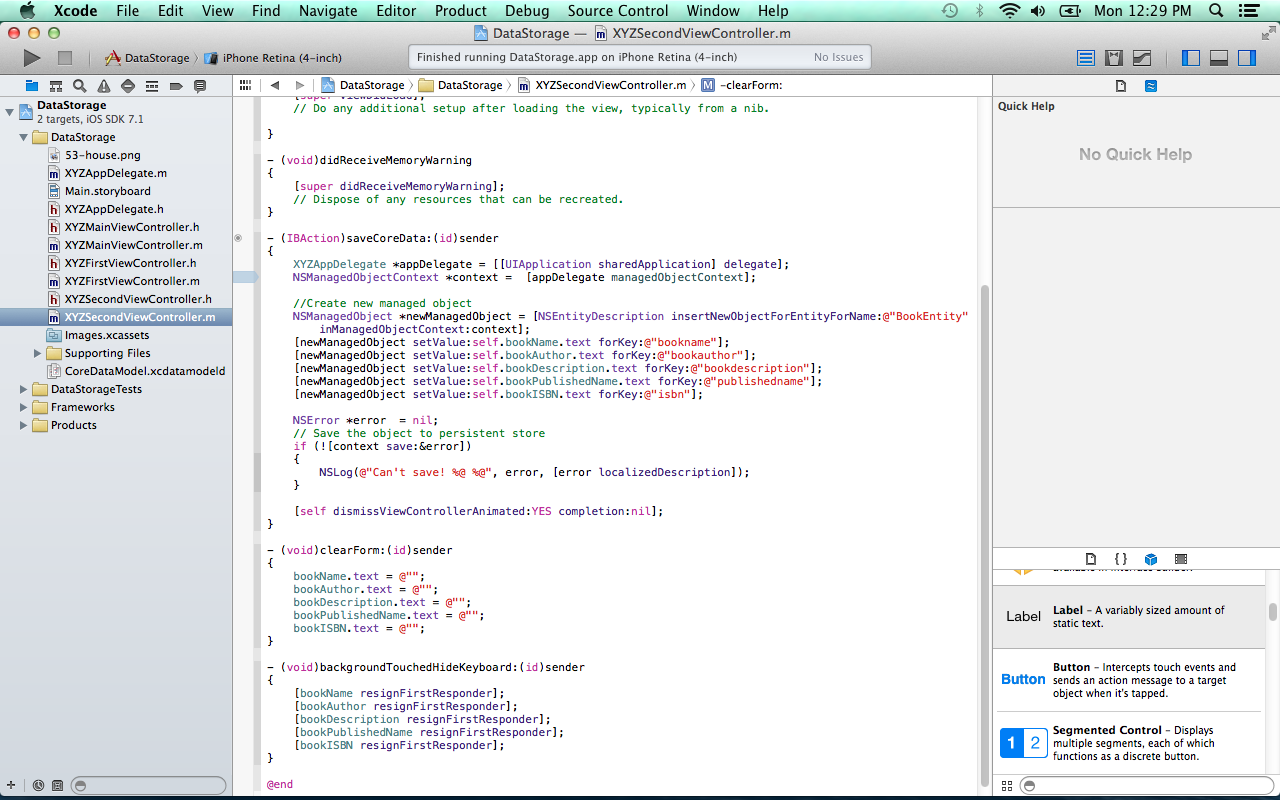 Xcode File Edit View Find Navigate Editor Product Debug Source Control Window Help Mon 12:29 PM
DataStorage — XYZSecondViewController.m
DataStorage iPhone Retina (4-inch)
Finished running DataStorage.app on iPhone Retina (4-inch) No Issues
DataStorage DataStorage XYZSecondViewController.m M -clearForm:
DataStorage
2 targets, iOS SDK 7.1
DataStorage
53-house.png
XYZAppDelegate.m
Main.storyboard
XYZAppDelegate.h
XYZMainViewController.h
XYZMainViewController.m
XYZFirstViewController.h
XYZFirstViewController.m
XYZSecondViewController.h
XYZSecondViewController.m
Images.xcassets
Supporting Files
CoreDataModel.xcdatamodeld
DataStorageTests
Frameworks
Products
// Do any additional setup after loading the view, typically from a nib.
}
- (void)didReceiveMemoryWarning
{
[super didReceiveMemoryWarning];
// Dispose of any resources that can be recreated.
}
- (IBAction)saveCoreData:(id)sender
{
XYZAppDelegate *appDelegate = [[UIApplication sharedApplication] delegate];
NSManagedObjectContext *context =  [appDelegate managedObjectContext];
//Create new managed object
NSManagedObject *newManagedObject = [NSEntityDescription insertNewObjectForEntityForName:@"BookEntity"
inManagedObjectContext:context];
[newManagedObject setValue:self.bookName.text forKey:@"bookname"];
[newManagedObject setValue:self.bookAuthor.text forKey:@"bookauthor"];
[newManagedObject setValue:self.bookDescription.text forKey:@"bookdescription"];
[newManagedObject setValue:self.bookPublishedName.text forKey:@"publishedname"];
[newManagedObject setValue:self.bookISBN.text forKey:@"isbn"];
NSError *error  = nil;
// Save the object to persistent store
if (![context save:&error])
{
NSLog(@"Can't save! %@ %@", error, [error localizedDescription]);
}
[self dismissViewControllerAnimated:YES completion:nil];
}
- (void)clearForm:(id)sender
{
bookName.text = @"";
bookAuthor.text = @"";
bookDescription.text = @"";
bookPublishedName.text = @"";
bookISBN.text = @"";
}
- (void)backgroundTouchedHideKeyboard:(id)sender
{
[bookName resignFirstResponder];
[bookAuthor resignFirstResponder];
[bookDescription resignFirstResponder];
[bookPublishedName resignFirstResponder];
[bookISBN resignFirstResponder];
}
@end
Quick Help
No Quick Help
Label
Label - A variably sized amount of
static text.
Button
Button - Intercepts touch events and
sends an action message to a target
object when it's tapped.
1 2
Segmented Control - Displays
multiple segments, each of which
functions as a discrete button.